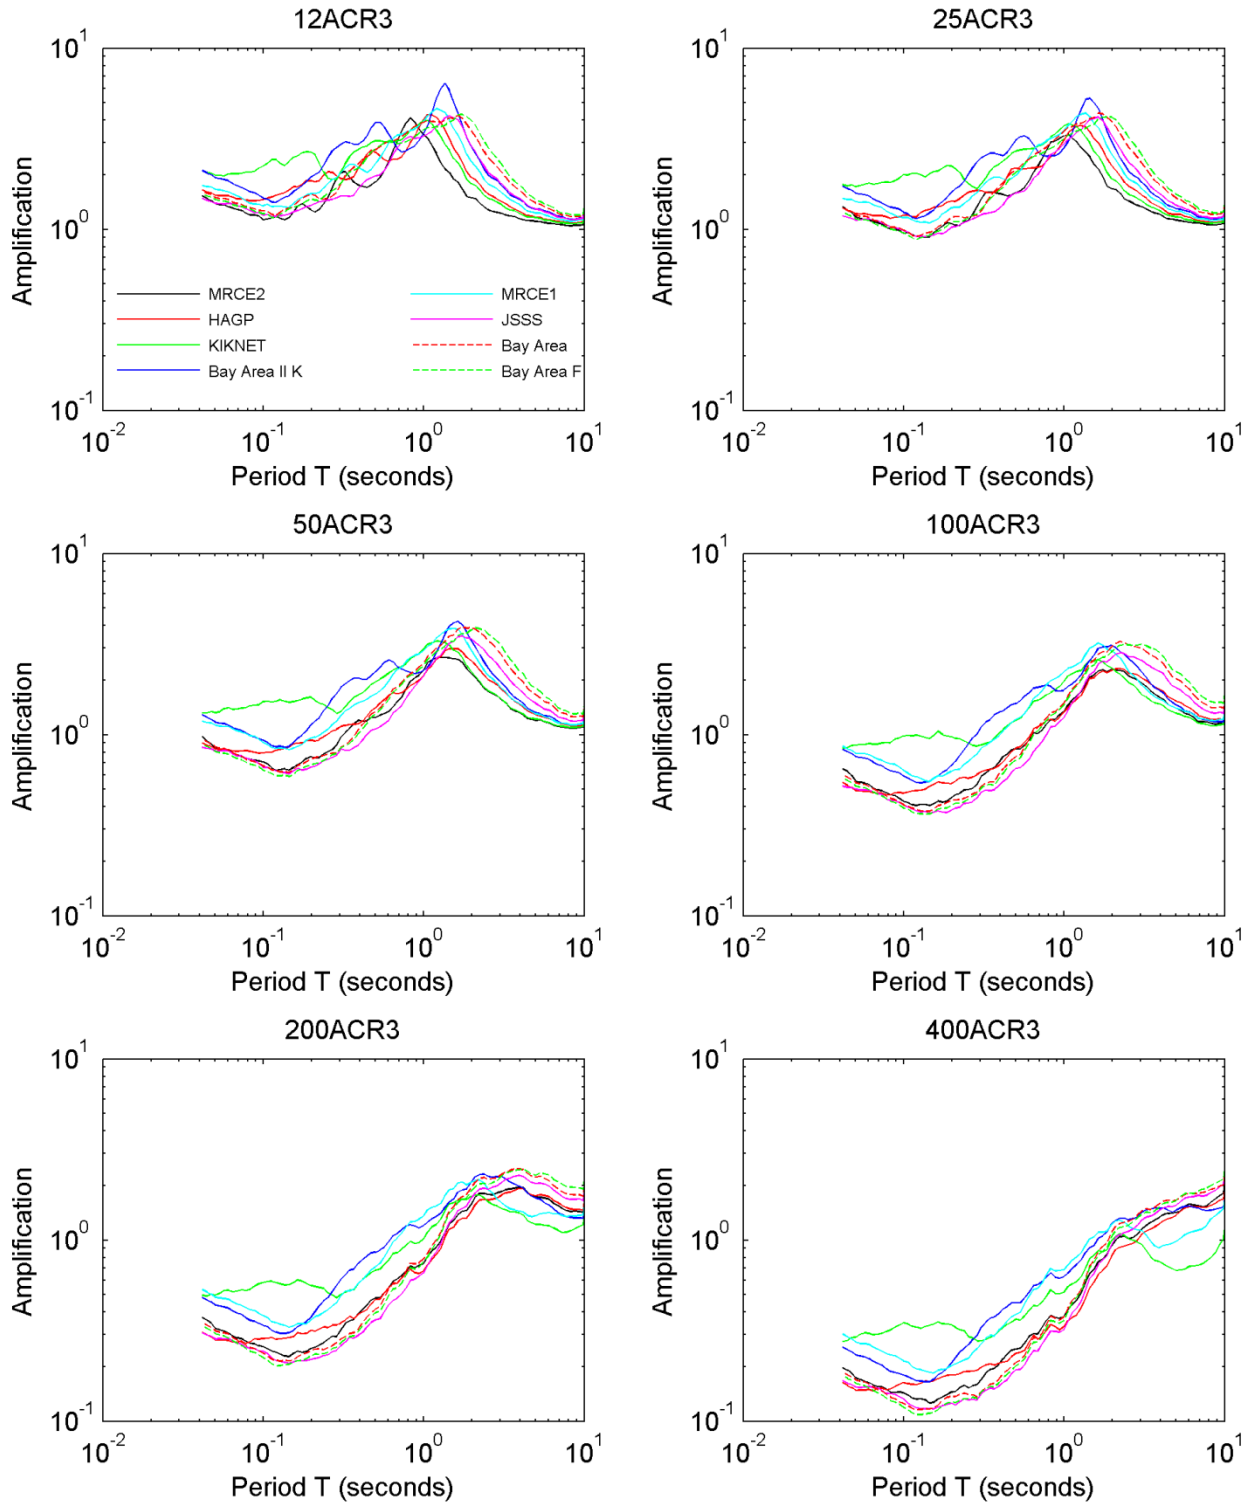 12ACR3
Amplification
10^1
10^0
10^-1
MRCE2
HAGP
KIKNET
Bay Area II K
MRCE1
JSSS
Bay Area
Bay Area F
10^-2 10^-1 10^0 10^1
Period T (seconds)
25ACR3
Amplification
10^1
10^0
10^-1
10^-2 10^-1 10^0 10^1
Period T (seconds)
50ACR3
Amplification
10^1
10^0
10^-1
10^-2 10^-1 10^0 10^1
Period T (seconds)
100ACR3
Amplification
10^1
10^0
10^-1
10^-2 10^-1 10^0 10^1
Period T (seconds)
200ACR3
Amplification
10^1
10^0
10^-1
10^-2 10^-1 10^0 10^1
Period T (seconds)
400ACR3
Amplification
10^1
10^0
10^-1
10^-2 10^-1 10^0 10^1
Period T (seconds)